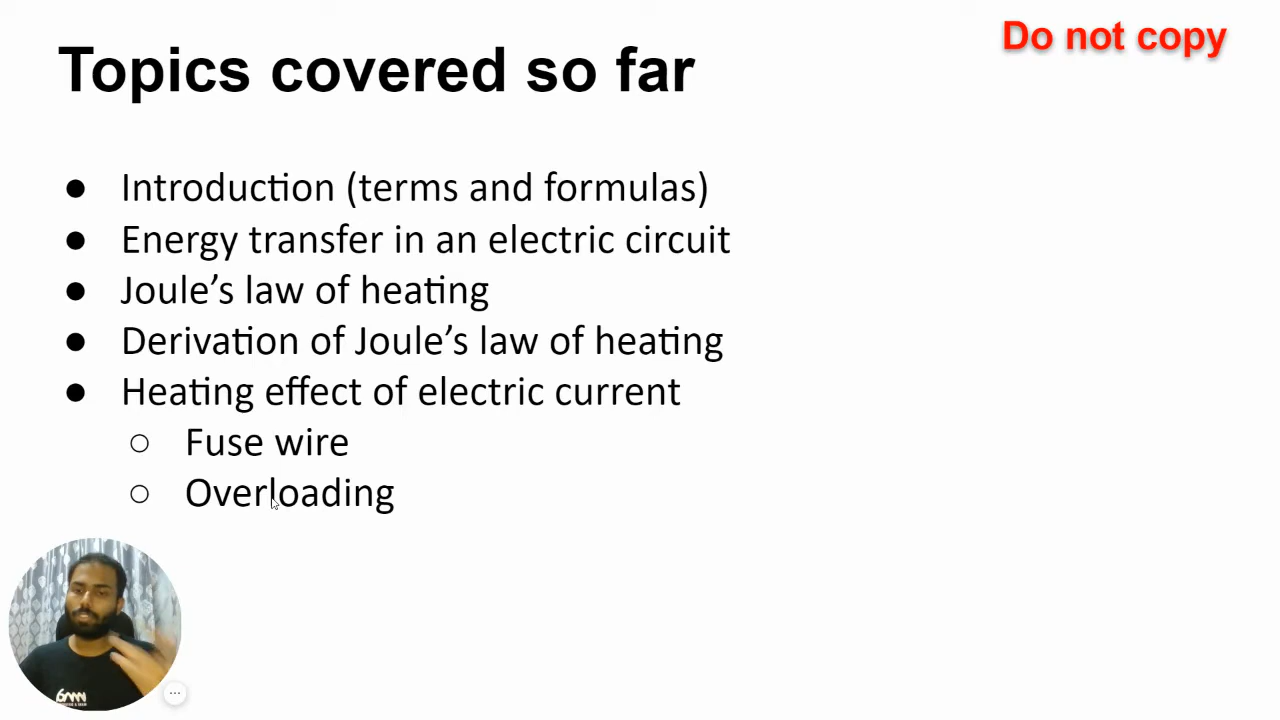 Do not copy
Topics covered so far
● Introduction (terms and formulas)
● Energy transfer in an electric circuit
● Joule’s law of heating
● Derivation of Joule’s law of heating
● Heating effect of electric current
○ Fuse wire
○ Overloading